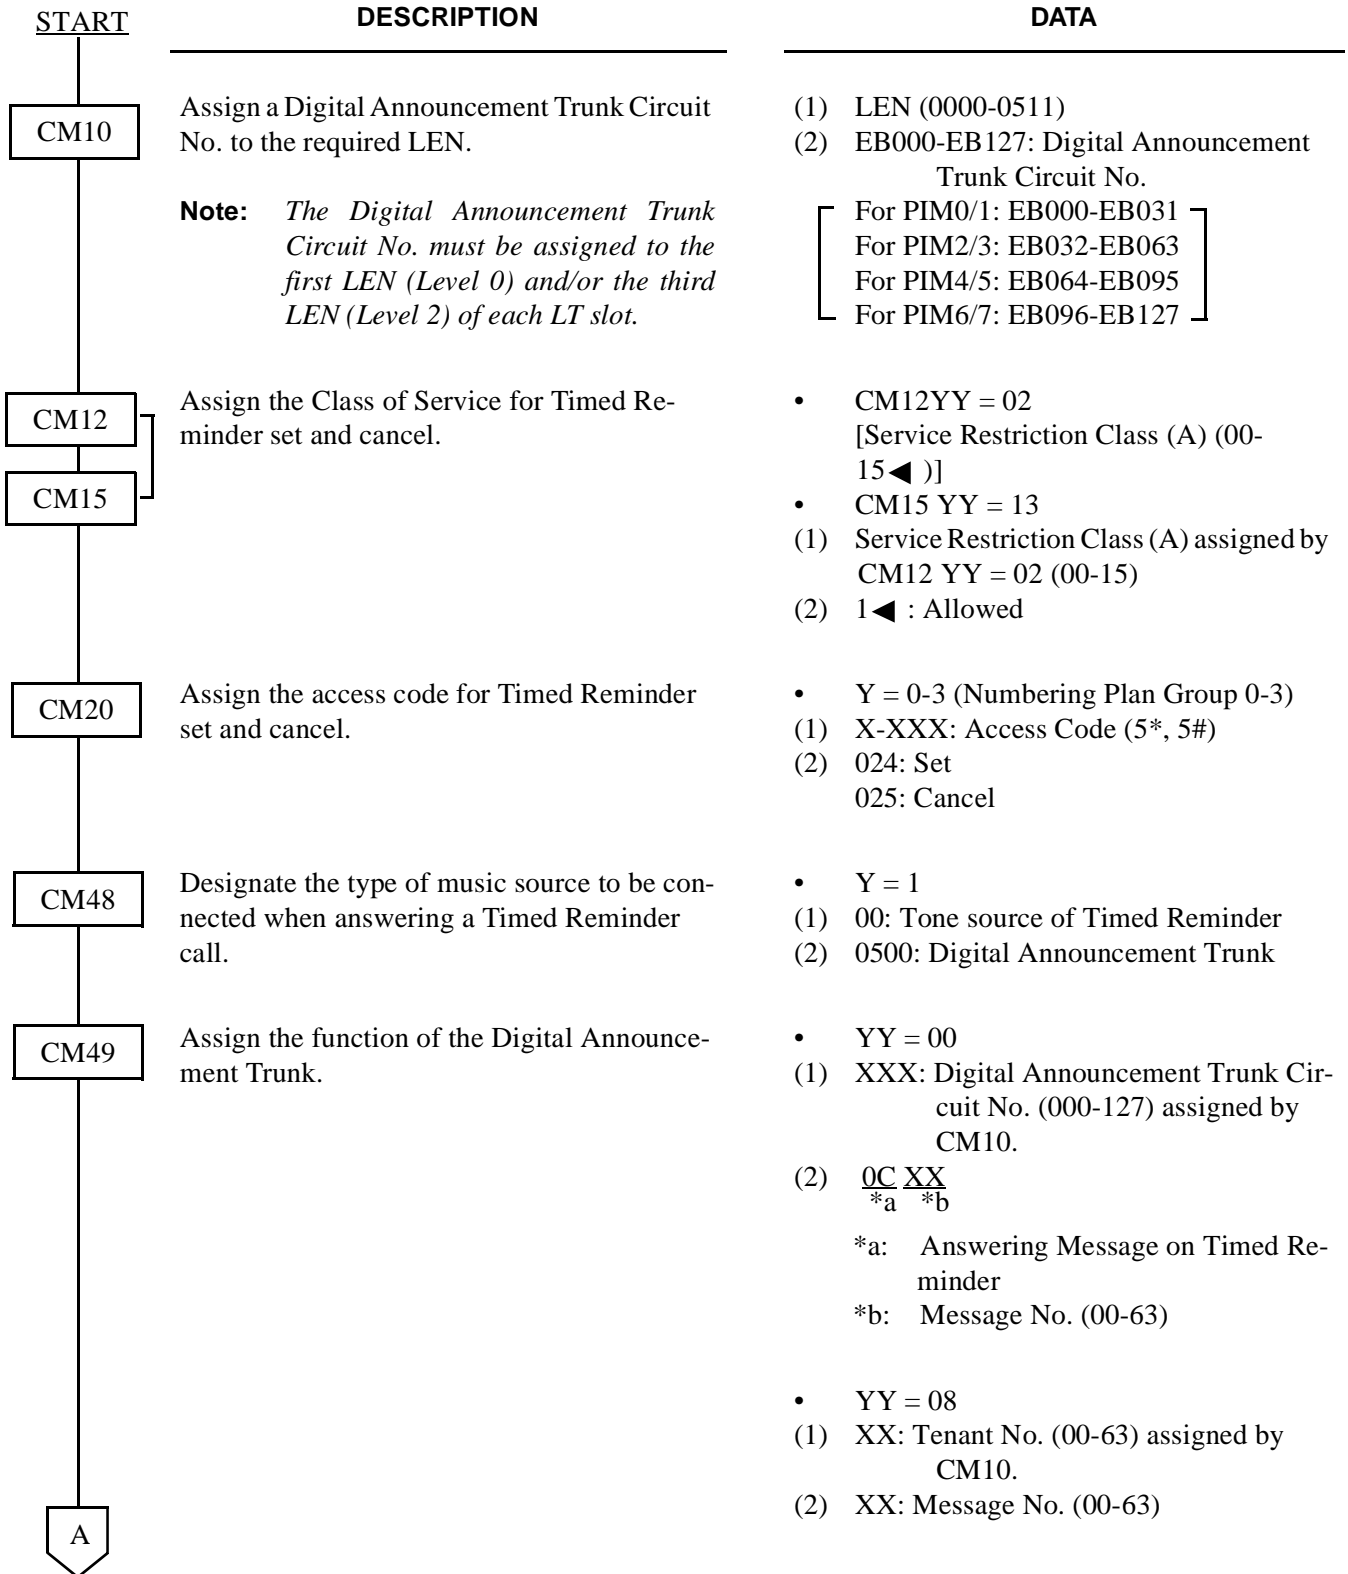 START
DESCRIPTION
DATA
CM10
Assign a Digital Announcement Trunk Circuit
No. to the required LEN.
Note: The Digital Announcement Trunk
Circuit No. must be assigned to the
first LEN (Level 0) and/or the third
LEN (Level 2) of each LT slot.
(1) LEN (0000-0511)
(2) EB000-EB127: Digital Announcement
Trunk Circuit No.
For PIM0/1: EB000-EB031
For PIM2/3: EB032-EB063
For PIM4/5: EB064-EB095
For PIM6/7: EB096-EB127
CM12
CM15
Assign the Class of Service for Timed Re-
minder set and cancel.
• CM12YY = 02
[Service Restriction Class (A) (00-
15◀ )]
• CM15 YY = 13
(1) Service Restriction Class (A) assigned by
CM12 YY = 02 (00-15)
(2) 1◀ : Allowed
CM20
Assign the access code for Timed Reminder
set and cancel.
• Y = 0-3 (Numbering Plan Group 0-3)
(1) X-XXX: Access Code (5*, 5#)
(2) 024: Set
025: Cancel
CM48
Designate the type of music source to be con-
nected when answering a Timed Reminder
call.
• Y = 1
(1) 00: Tone source of Timed Reminder
(2) 0500: Digital Announcement Trunk
CM49
Assign the function of the Digital Announce-
ment Trunk.
• YY = 00
(1) XXX: Digital Announcement Trunk Cir-
cuit No. (000-127) assigned by
CM10.
(2) 0C XX
*a *b
*a: Answering Message on Timed Re-
minder
*b: Message No. (00-63)
• YY = 08
(1) XX: Tenant No. (00-63) assigned by
CM10.
(2) XX: Message No. (00-63)
A